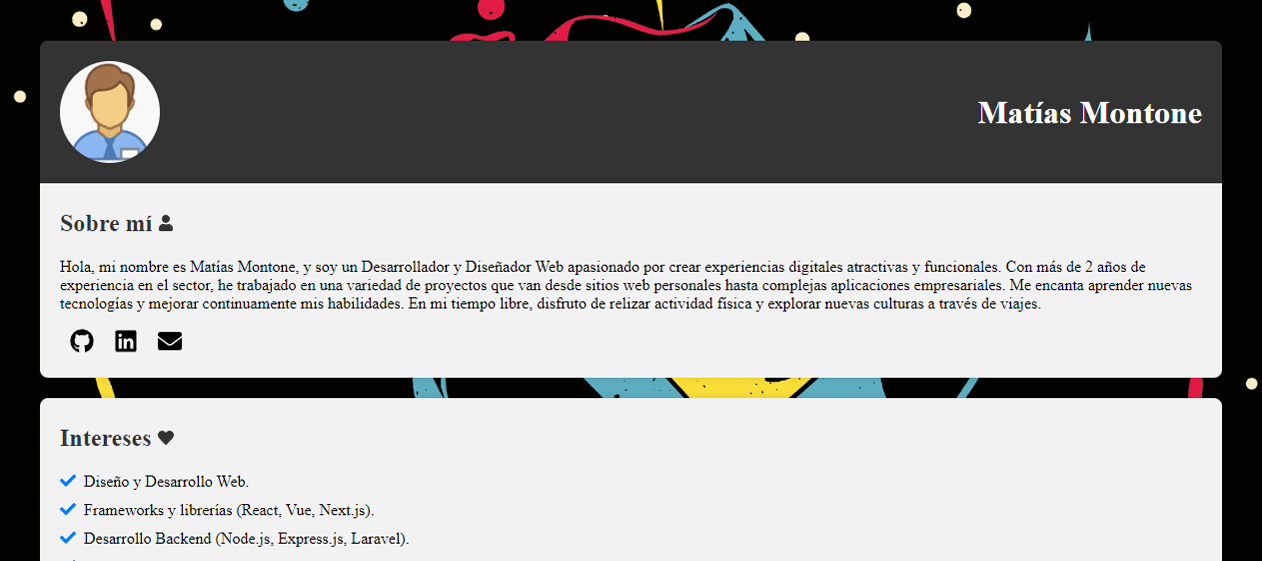 Matías Montone
Sobre mí
Hola, mi nombre es Matías Montone, y soy un Desarrollador y Diseñador Web apasionado por crear experiencias digitales atractivas y funcionales. Con más de 2 años de
experiencia en el sector, he trabajado en una variedad de proyectos que van desde sitios web personales hasta complejas aplicaciones empresariales. Me encanta aprender nuevas
tecnologías y mejorar continuamente mis habilidades. En mi tiempo libre, disfruto de relizar actividad física y explorar nuevas culturas a través de viajes.
Intereses
Diseño y Desarrollo Web.
Frameworks y librerías (React, Vue, Next.js).
Desarrollo Backend (Node.js, Express.js, Laravel).